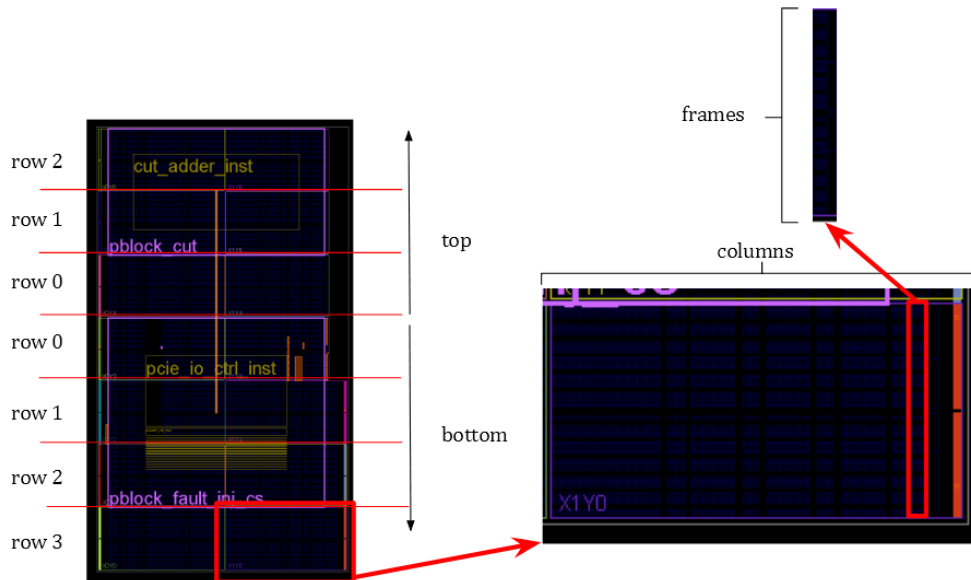 row 2
row 1
row 0
row 0
row 1
row 2
row 3
cut_adder_inst
pblock_cut
pcie_io_ctrl_inst
pblock_fault_inj_cs
top
bottom
frames
columns
X1Y0